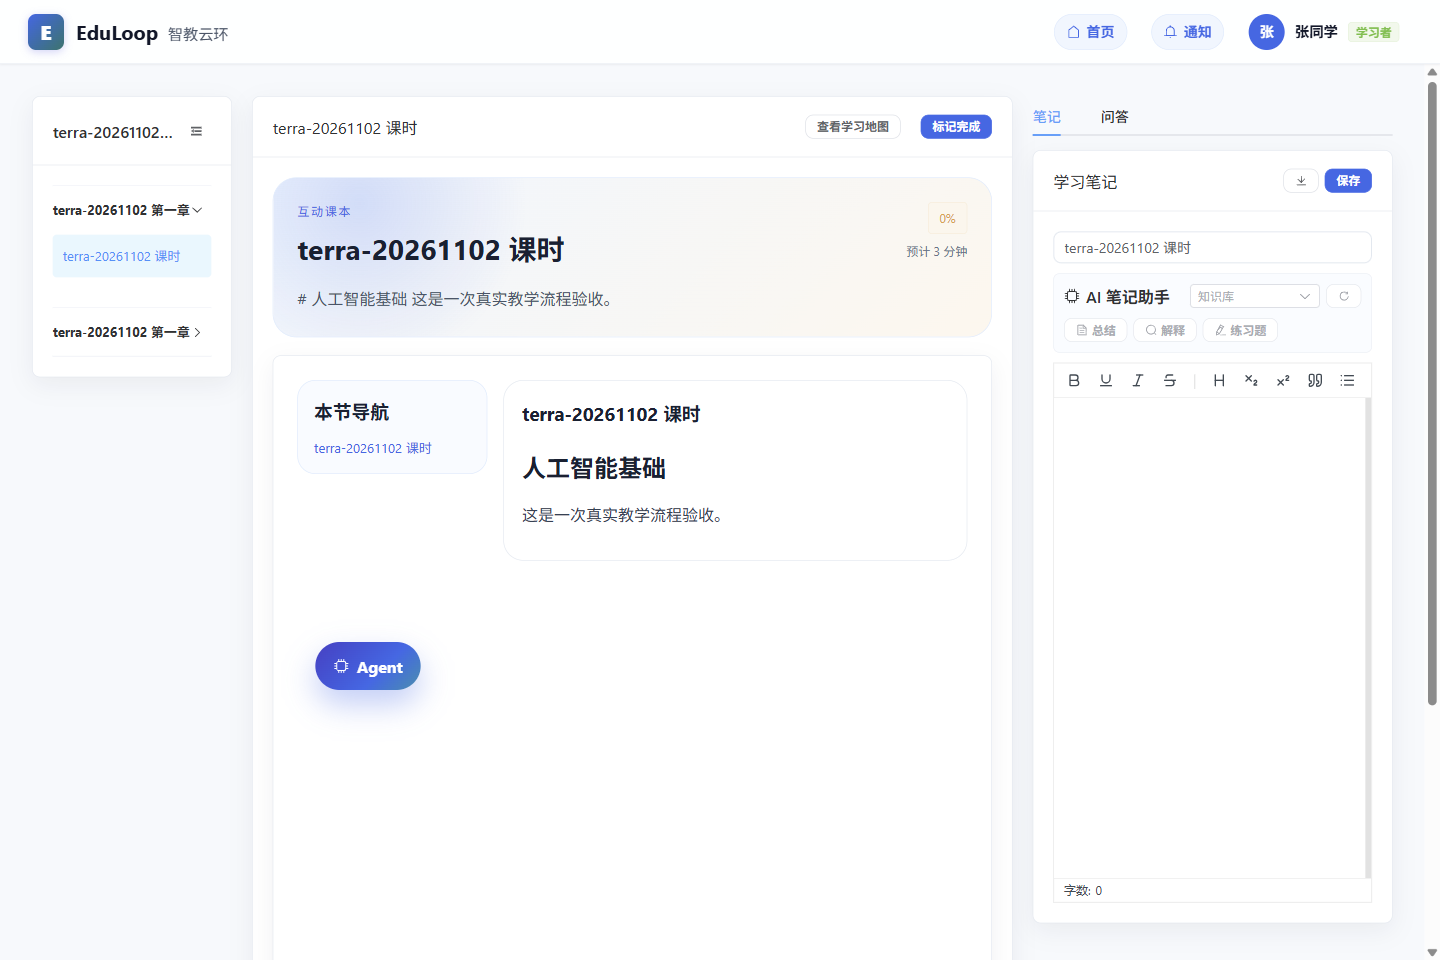 E EduLoop 智教云环
首页
通知
张 张同学 学习者
terra-20261102...
terra-20261102 第一章
terra-20261102 课时
terra-20261102 第一章
terra-20261102 课时
查看学习地图
标记完成
互动课本
terra-20261102 课时
# 人工智能基础 这是一次真实教学流程验收。
0%
预计 3 分钟
本节导航
terra-20261102 课时
terra-20261102 课时
人工智能基础
这是一次真实教学流程验收。
Agent
笔记
问答
学习笔记
保存
terra-20261102 课时
AI 笔记助手
知识库
总结
解释
练习题
字数: 0